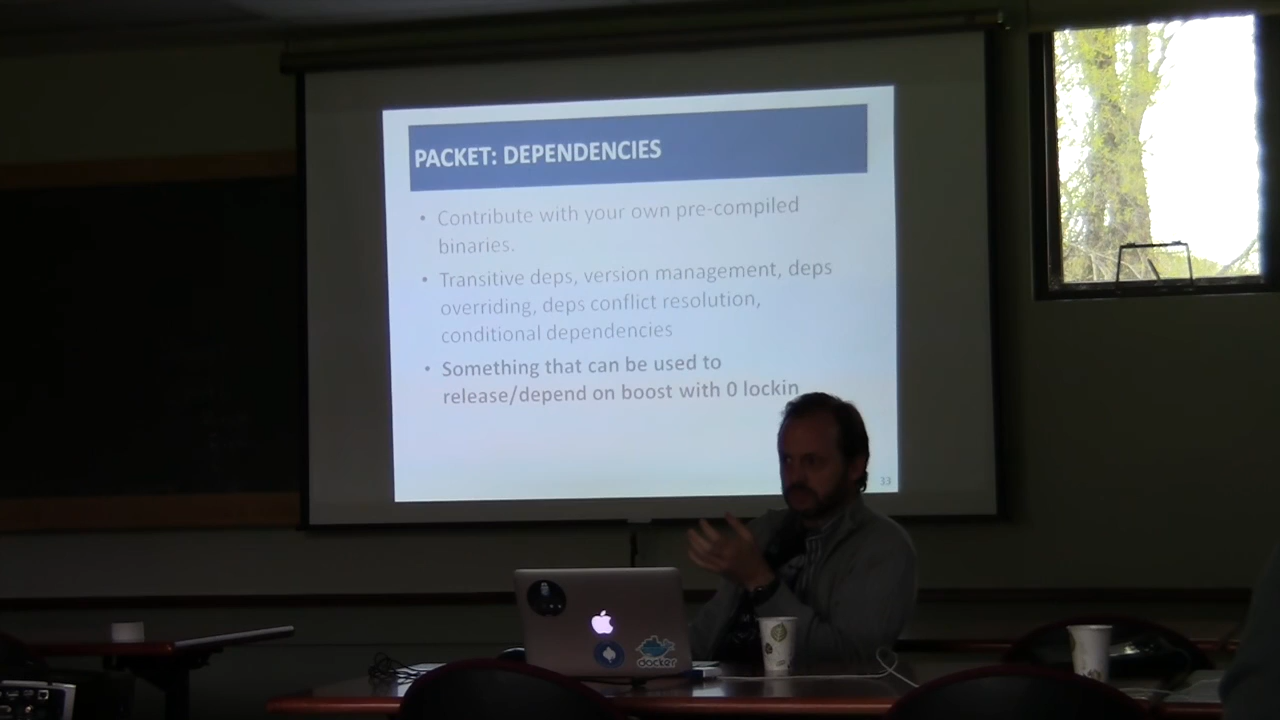 PACKET: DEPENDENCIES
• Contribute with your own pre-compiled
binaries.
• Transitive deps, version management, deps
overriding, deps conflict resolution,
conditional dependencies
• Something that can be used to
release/depend on boost with 0 lockin
33
docker